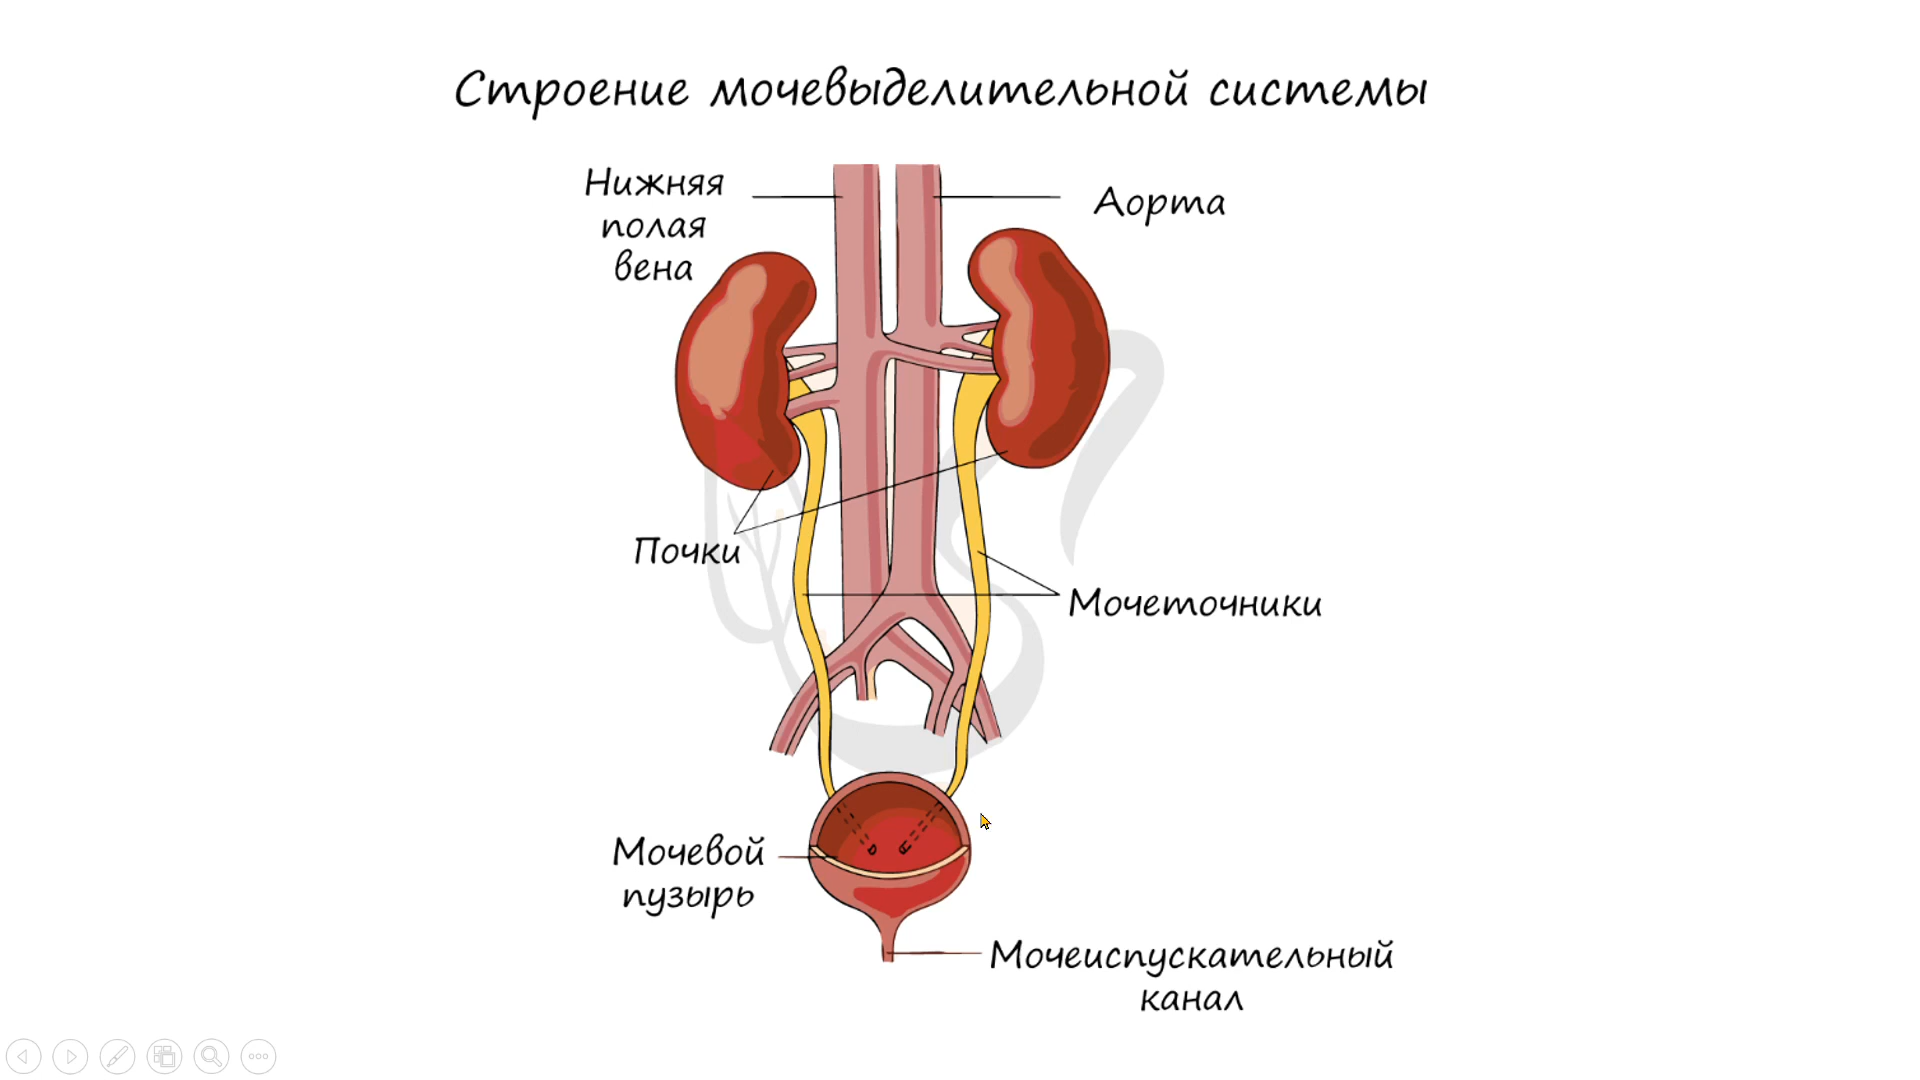 Строение мочевыделительной системы
Нижняя
полая
вена
Аорта
Почки
Мочеточники
Мочевой
пузырь
Мочеиспускательный
канал